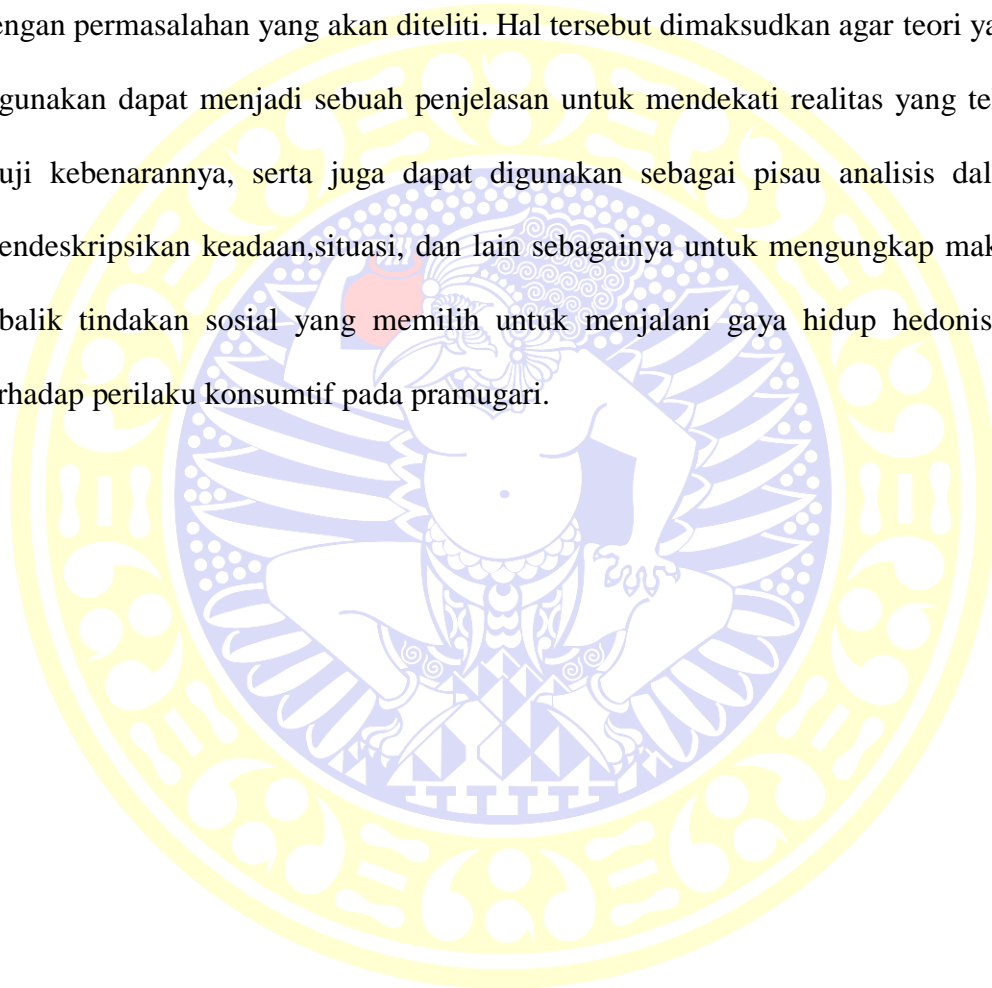 engan permasalahan yang akan diteliti. Hal tersebut dimaksudkan agar teori ya
gunakan dapat menjadi sebuah penjelasan untuk mendekati realitas yang te
uji kebenarannya, serta juga dapat digunakan sebagai pisau analisis dal
endeskripsikan keadaan,situasi, dan lain sebagainya untuk mengungkap mak
balik tindakan sosial yang memilih untuk menjalani gaya hidup hedonis
rhadap perilaku konsumtif pada pramugari.